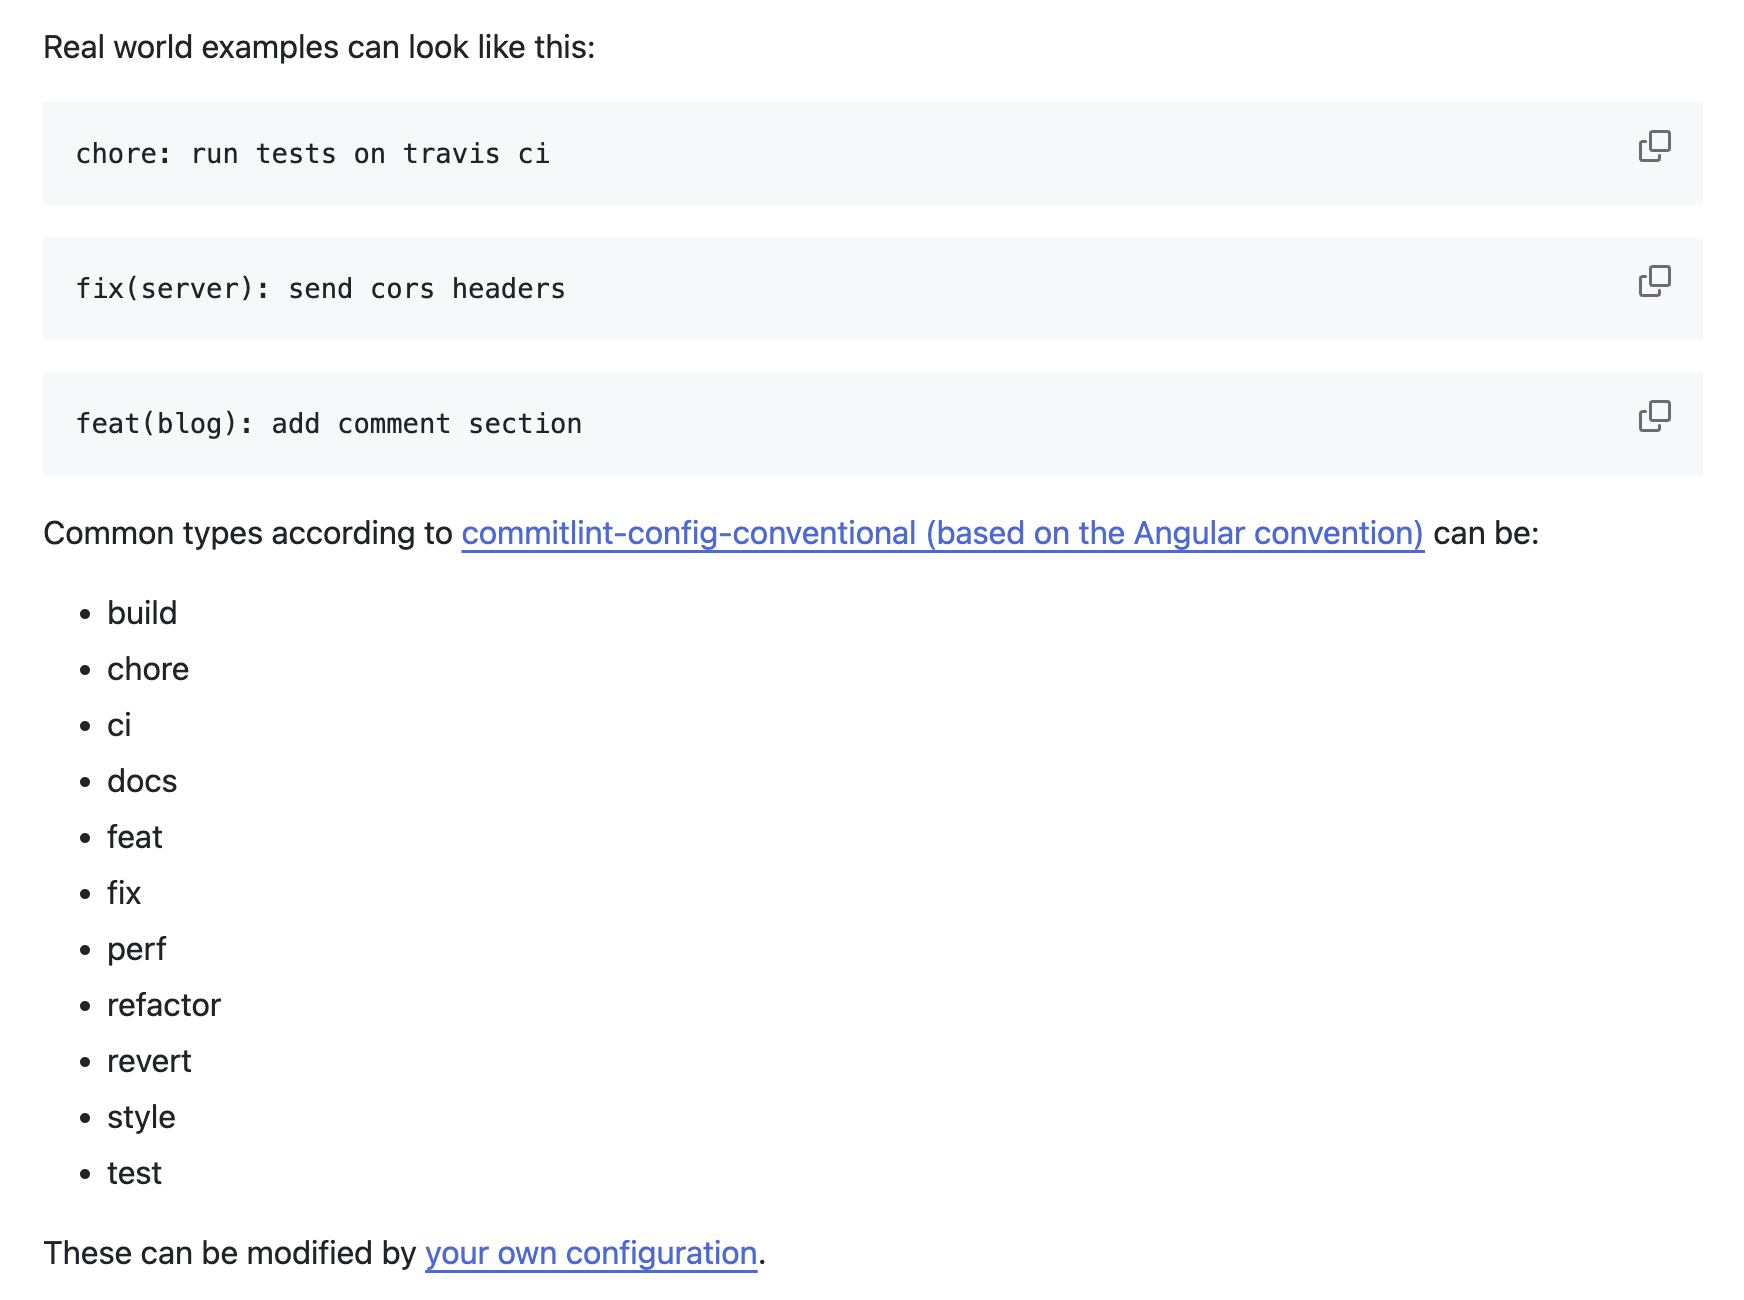 Real world examples can look like this:
chore: run tests on travis ci
fix(server): send cors headers
feat(blog): add comment section
Common types according to commitlint-config-conventional (based on the Angular convention) can be:
• build
• chore
• ci
• docs
• feat
• fix
• perf
• refactor
• revert
• style
• test
These can be modified by your own configuration.